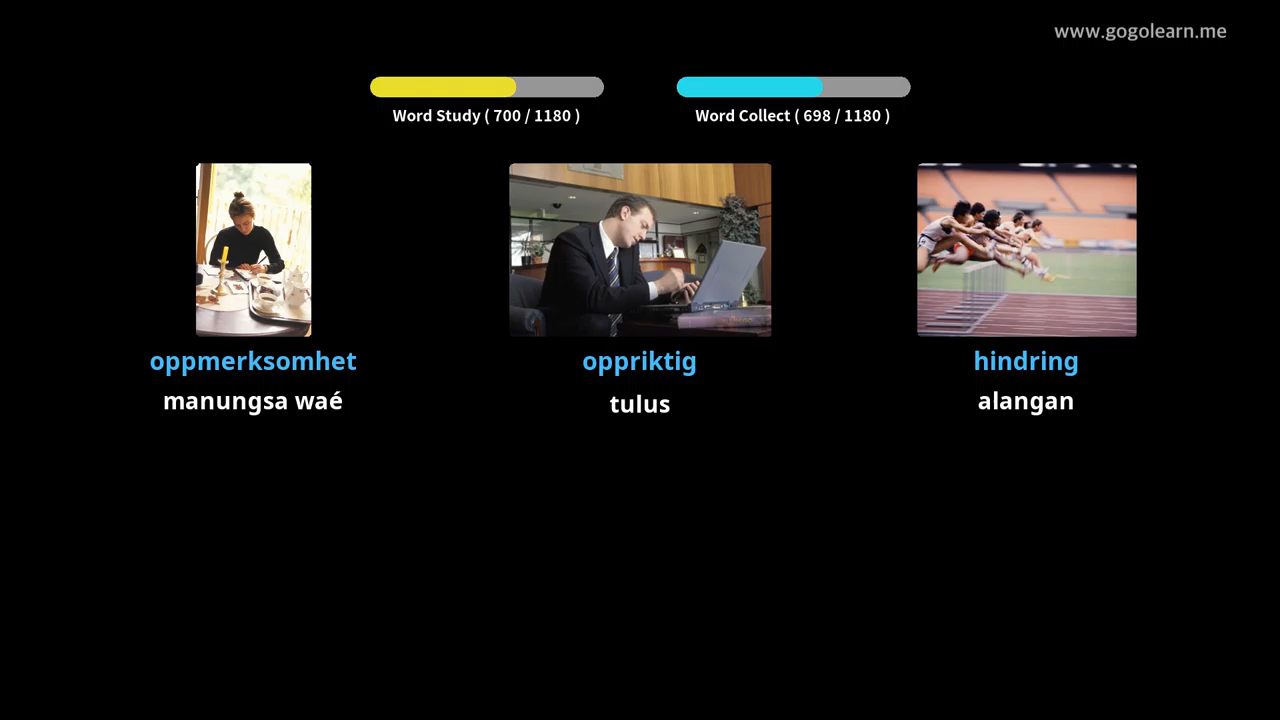 www.gogolearn.me
Word Study ( 700 / 1180 )
Word Collect ( 698 / 1180 )
oppmerksomhet
manungsa waé
oppriktig
tulus
hindring
alangan